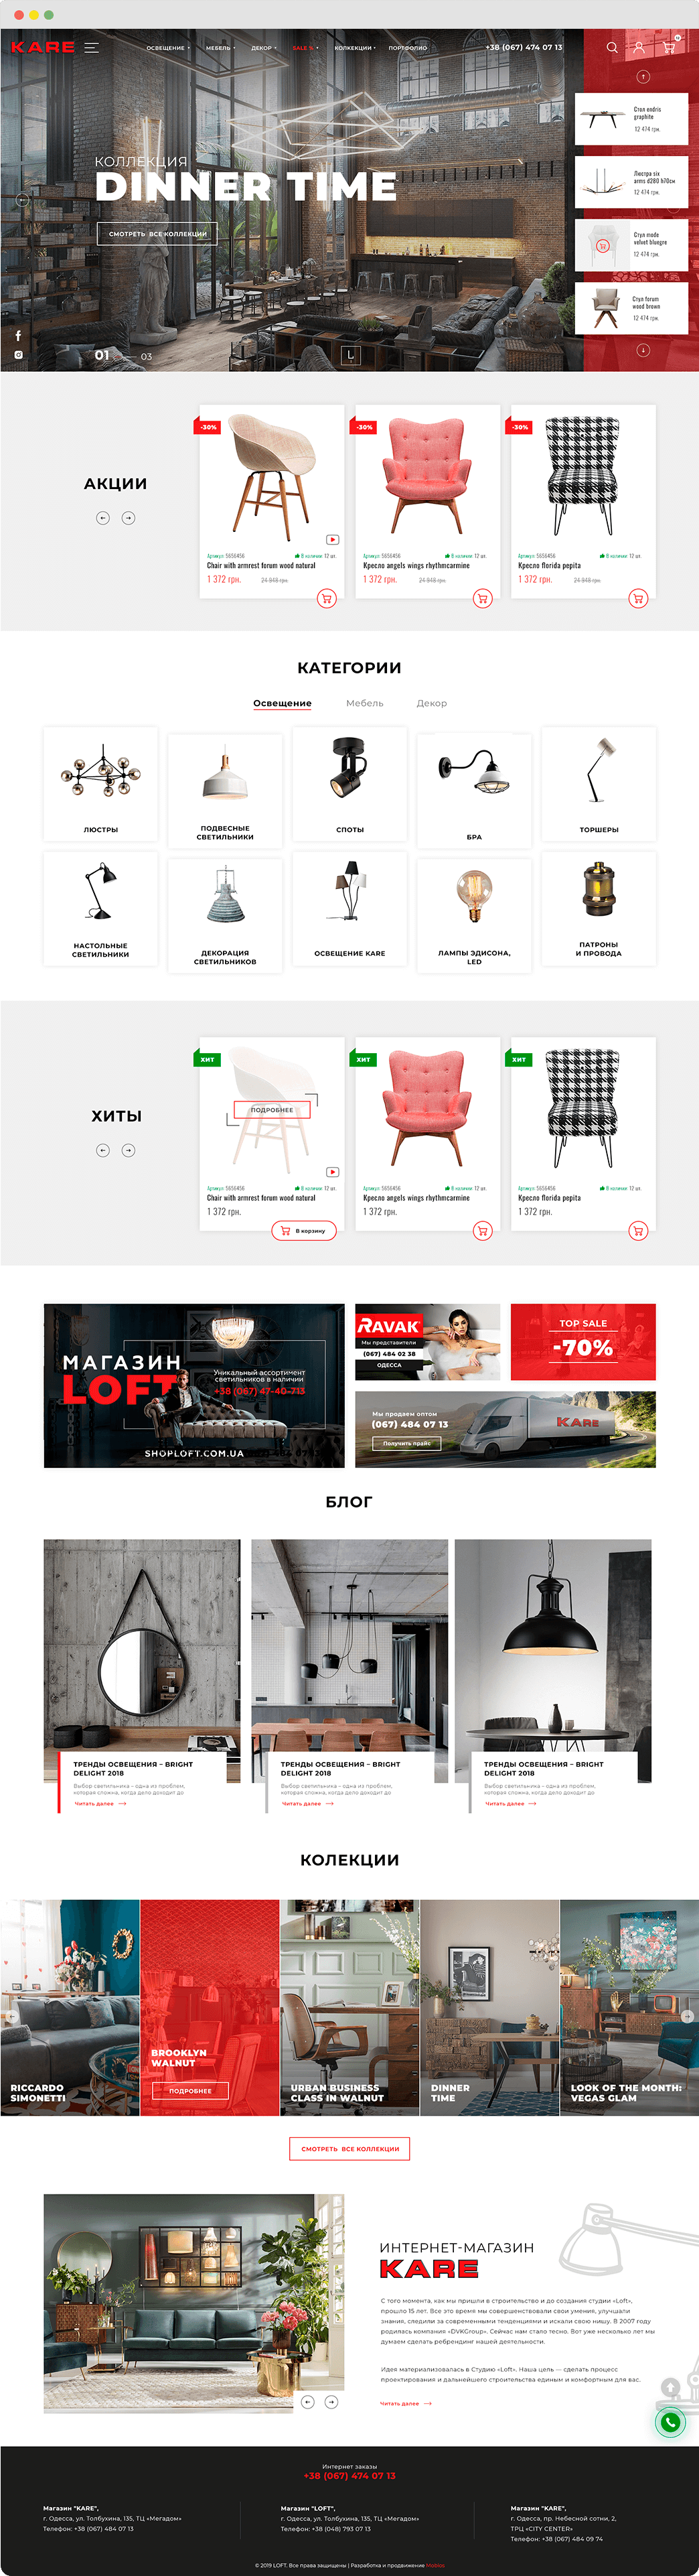 KARE
ОСВЕЩЕНИЕ
МЕБЕЛЬ
ДЕКОР
SALE %
КОЛКЕКЦИИ
ПОРТФОЛИО
+38 (067) 474 07 13
Стол endris
graphite
12 474 грн.
Люстра six
arms d280 h70см
12 474 грн.
Стул modo
velvet bluegre
12 474 грн.
Стул forum
wood brown
12 474 грн.
КОЛЛЕКЦИЯ
DINNER TIME
СМОТРЕТЬ ВСЕ КОЛЛЕКЦИИ
01
03
L
АКЦИИ
-30%
Артикул: 5656456
В наличии: 12 шт.
Chair with armrest forum wood natural
1 372 грн.
24 948 грн.
-30%
Артикул: 5656456
В наличии: 12 шт.
Кресло angels wings rhythmcarmine
1 372 грн.
24 948 грн.
-30%
Артикул: 5656456
В наличии: 12 шт.
Кресло florida pepita
1 372 грн.
24 948 грн.
КАТЕГОРИИ
Освещение
Мебель
Декор
ЛЮСТРЫ
ПОДВЕСНЫЕ
СВЕТИЛЬНИКИ
СПОТЫ
БРА
ТОРШЕРЫ
НАСТОЛЬНЫЕ
СВЕТИЛЬНИКИ
ДЕКОРАЦИЯ
СВЕТИЛЬНИКОВ
ОСВЕЩЕНИЕ KARE
ЛАМПЫ ЭДИСОНА,
LED
ПАТРОНЫ
И ПРОВОДА
ХИТЫ
ХИТ
ПОДРОБНЕЕ
Артикул: 5656456
В наличии: 12 шт.
Chair with armrest forum wood natural
1 372 грн.
В корзину
ХИТ
Артикул: 5656456
В наличии: 12 шт.
Кресло angels wings rhythmcarmine
1 372 грн.
ХИТ
Артикул: 5656456
В наличии: 12 шт.
Кресло florida pepita
1 372 грн.
МАГАЗИН
LOFT
Уникальный ассортимент
светильников в наличии
+38 (067) 47-40-713
SHOPLOFT.COM.UA
RAVAK
Мы представители
(067) 484 02 38
ОДЕССА
TOP SALE
-70%
Мы продаем оптом
(067) 484 07 13
Получить прайс
KARE
БЛОГ
ТРЕНДЫ ОСВЕЩЕНИЯ – BRIGHT
DELIGHT 2018
Выбор светильника – одна из проблем,
которая сложна, когда дело доходит до
Читать далее
ТРЕНДЫ ОСВЕЩЕНИЯ – BRIGHT
DELIGHT 2018
Выбор светильника – одна из проблем,
которая сложна, когда дело доходит до
Читать далее
ТРЕНДЫ ОСВЕЩЕНИЯ – BRIGHT
DELIGHT 2018
Выбор светильника – одна из проблем,
которая сложна, когда дело доходит до
Читать далее
КОЛЕКЦИИ
RICCARDO
SIMONETTI
BROOKLYN
WALNUT
ПОДРОБНЕЕ
URBAN BUSINESS
CLASS IN WALNUT
DINNER
TIME
LOOK OF THE MONTH:
VEGAS GLAM
СМОТРЕТЬ ВСЕ КОЛЛЕКЦИИ
ИНТЕРНЕТ-МАГАЗИН
KARE
С того момента, как мы пришли в строительство и до создания студии «Loft»,
прошло 15 лет. Все это время мы совершенствовали свои умения, улучшали
знания, следили за современными тенденциями и искали свою нишу. В 2007 году
родилась компания «DVKGroup». Сейчас нам стало тесно. Вот уже несколько лет мы
думаем сделать ребрендинг нашей деятельности.
Идея материализовалась в Студию «Loft». Наша цель — сделать процесс
проектирования и дальнейшего строительства единым и комфортным для вас.
Читать далее
Интернет заказы
+38 (067) 474 07 13
Магазин "KARE",
г. Одесса, ул. Толбухина, 135, ТЦ «Мегадом»
Телефон: +38 (067) 484 07 13
Магазин "LOFT",
г. Одесса, ул. Толбухина, 135, ТЦ «Мегадом»
Телефон: +38 (048) 793 07 13
Магазин "KARE",
г. Одесса, пр. Небесной сотни, 2,
ТРЦ «CITY CENTER»
Телефон: +38 (067) 484 09 74
© 2019 LOFT. Все права защищены | Разработка и продвижение Mobios